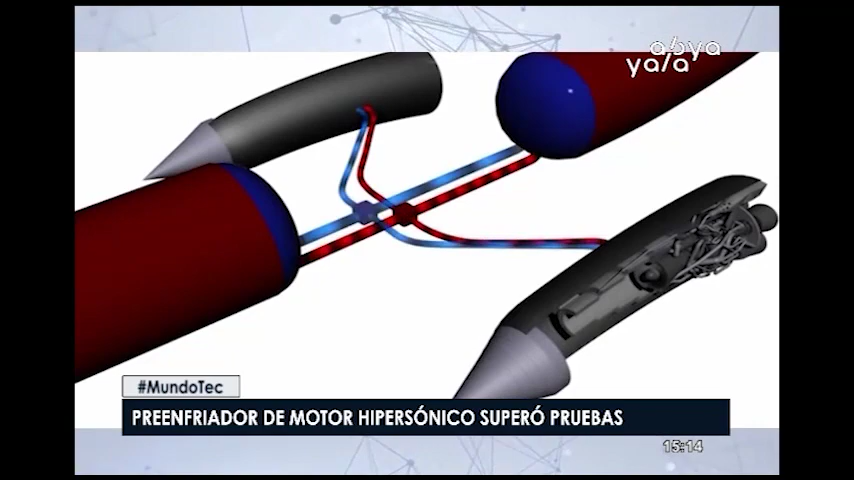 abya
yala
#MundoTec
PREENFRIADOR DE MOTOR HIPERSÓNICO SUPERÓ PRUEBAS
15:14